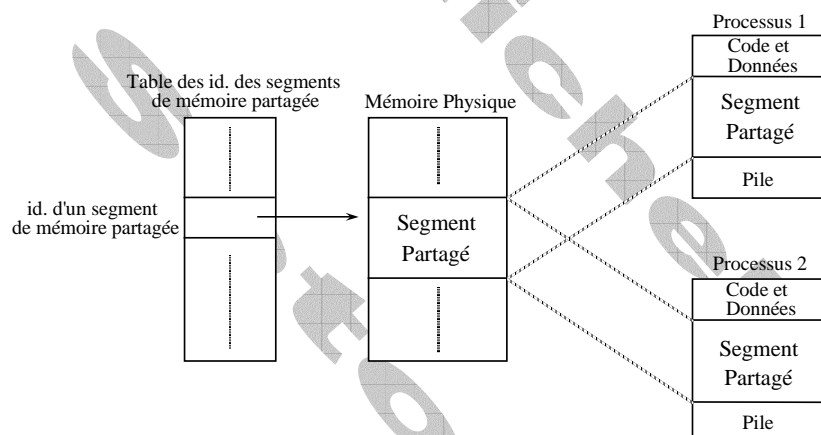 Table des id. des segments
de mémoire partagée
id. d'un segment
de mémoire partagée
Mémoire Physique
Segment
Partagé
Processus 1
Code et
Données
Segment
Partagé
Pile
Processus 2
Code et
Données
Segment
Partagé
Pile